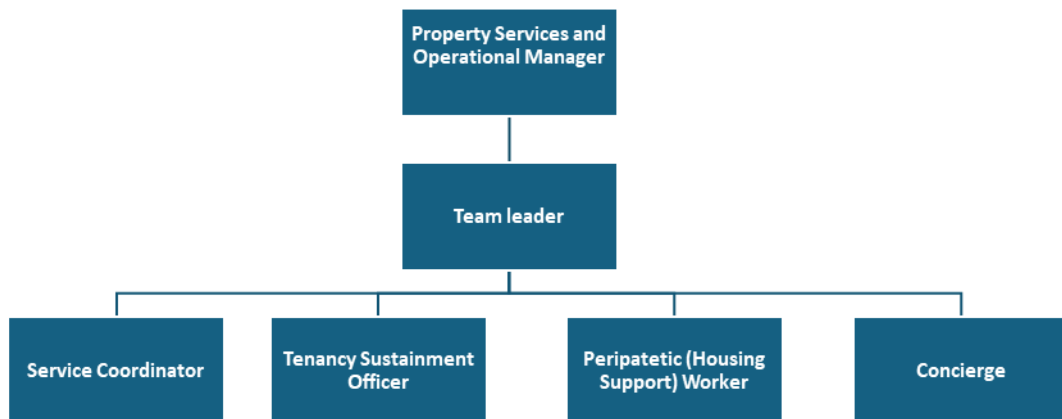 Property Services and
Operational Manager
Team leader
Service Coordinator
Tenancy Sustainment
Officer
Peripatetic (Housing
Support) Worker
Concierge